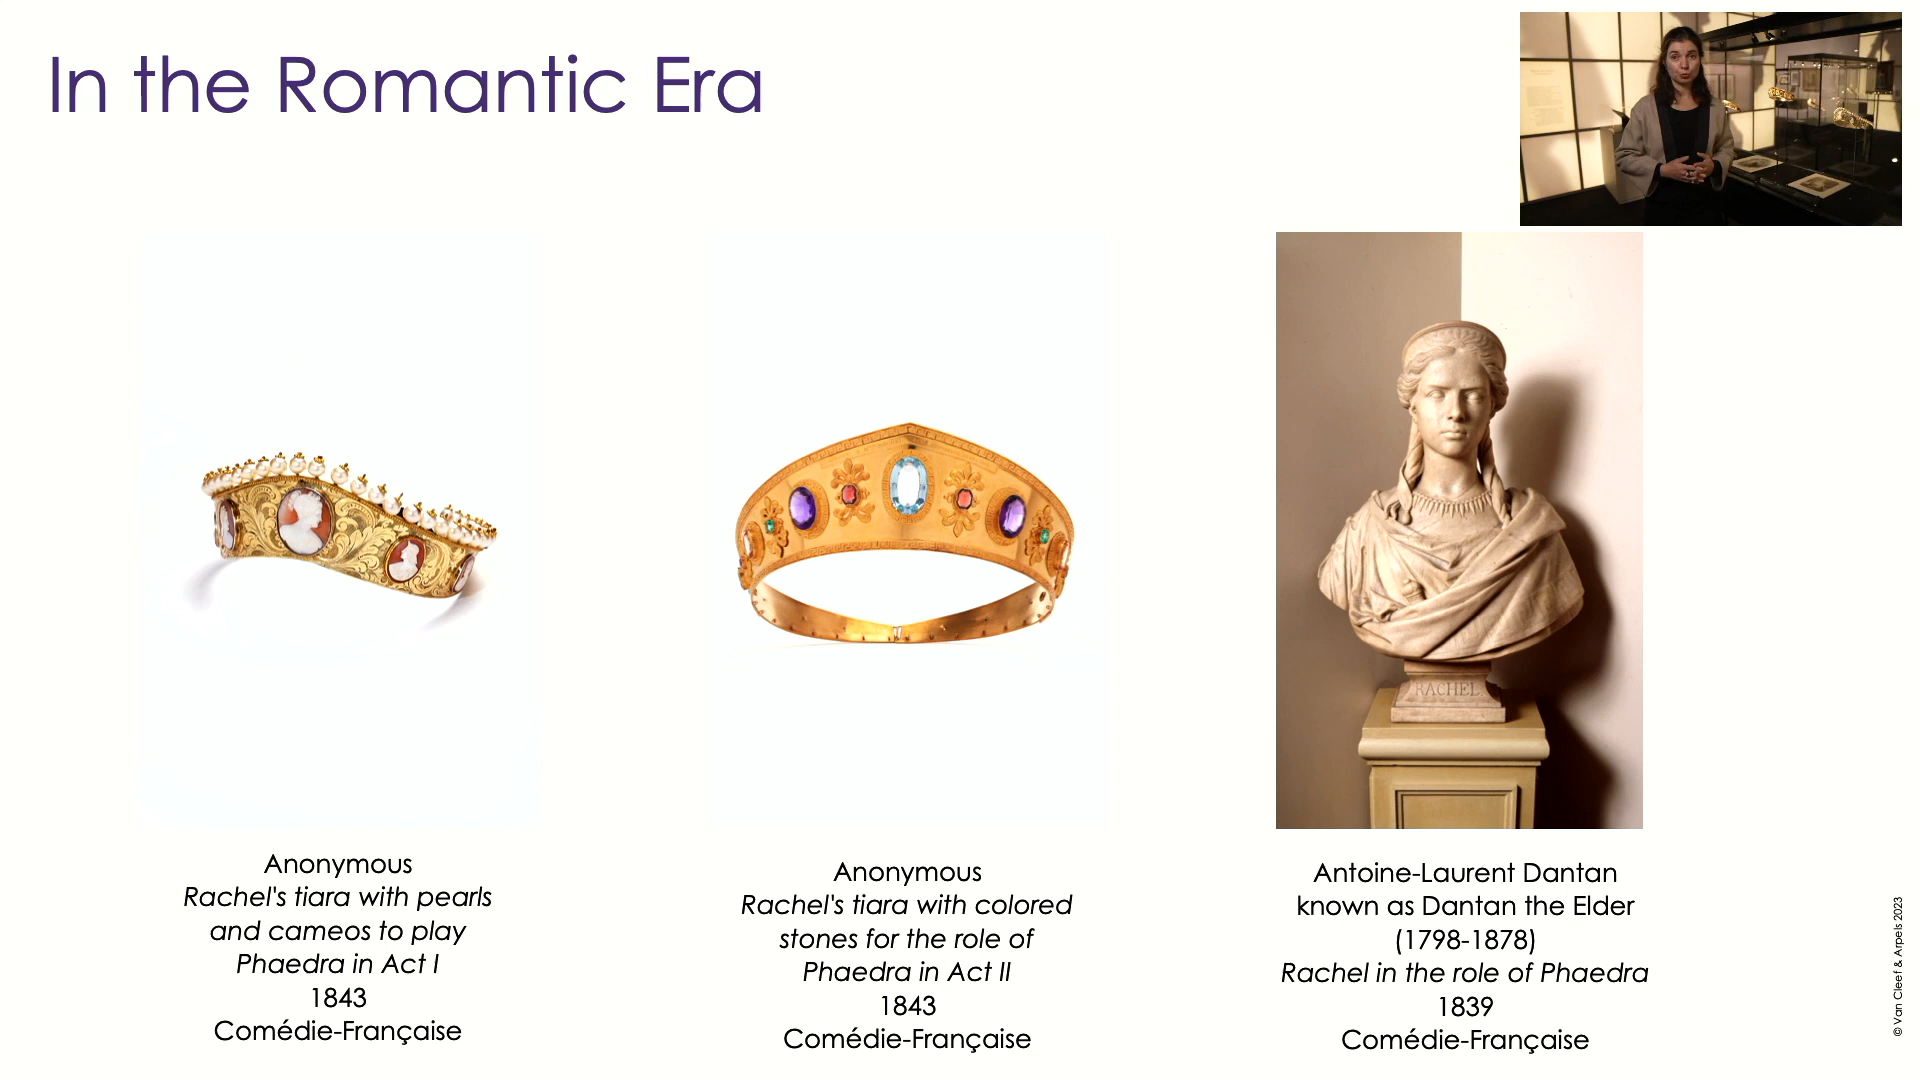 In the Romantic Era
RACHEL
Anonymous
Rachel's tiara with pearls
and cameos to play
Phaedra in Act I
1843
Comédie-Française
Anonymous
Rachel's tiara with colored
stones for the role of
Phaedra in Act II
1843
Comédie-Française
Antoine-Laurent Dantan
known as Dantan the Elder
(1798-1878)
Rachel in the role of Phaedra
1839
Comédie-Française
© Van Cleef & Arpels 2023